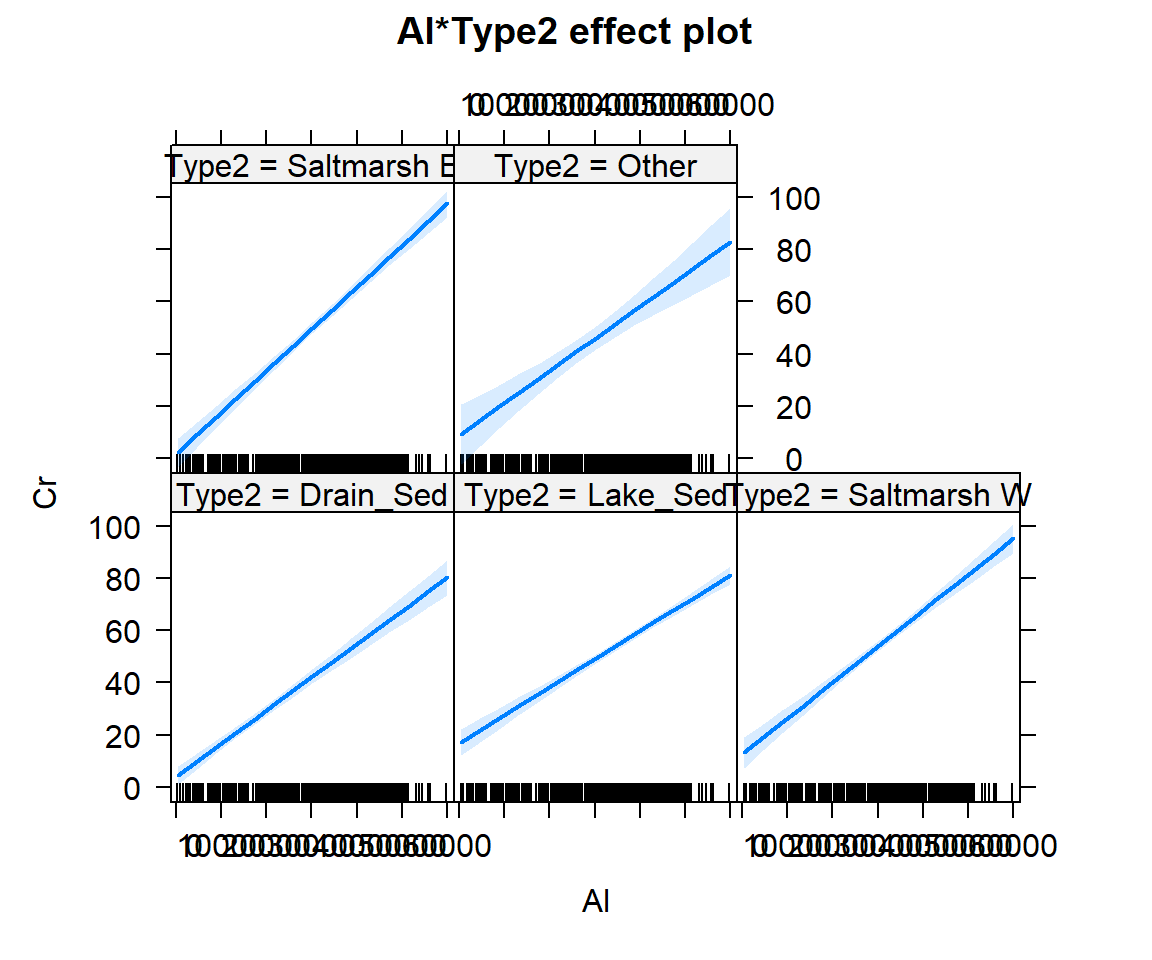 Al*Type2 effect plot
Type2 = Saltmarsh E
Type2 = Other
100
80
60
40
20
0
Cr
Type2 = Drain_Sed
Type2 = Lake_Sed
Type2 = Saltmarsh W
100
80
60
40
20
0
Al